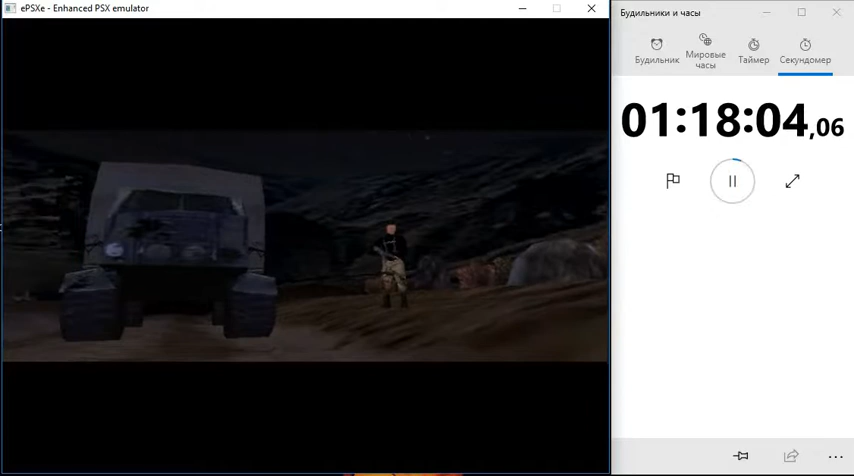 ePSXe - Enhanced PSX emulator
Будильники и часы
Будильник
Мировые
часы
Таймер
Секундомер
01:18:04,06